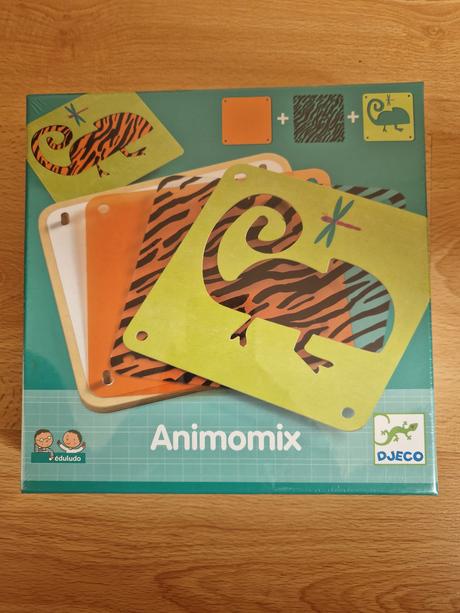 +
+
Animomix
éduludo
DJECO